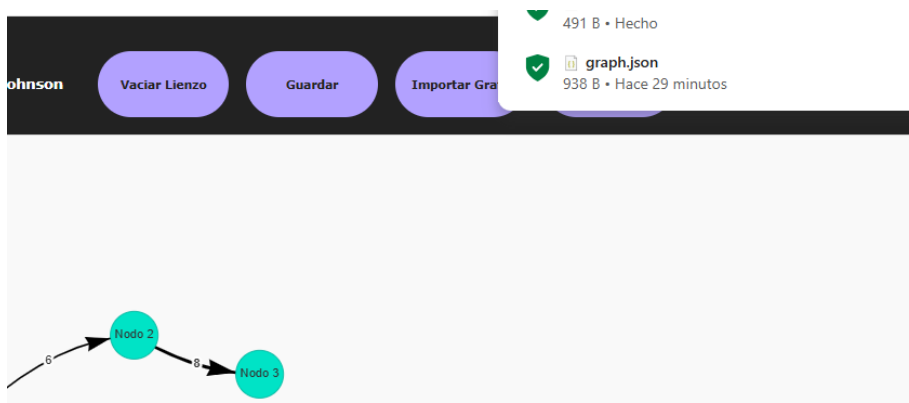 491 B • Hecho
graph.json
938 B • Hace 29 minutos
ohnson
Vaciar Lienzo
Guardar
Importar Gra
Nodo 2
6
8
Nodo 3